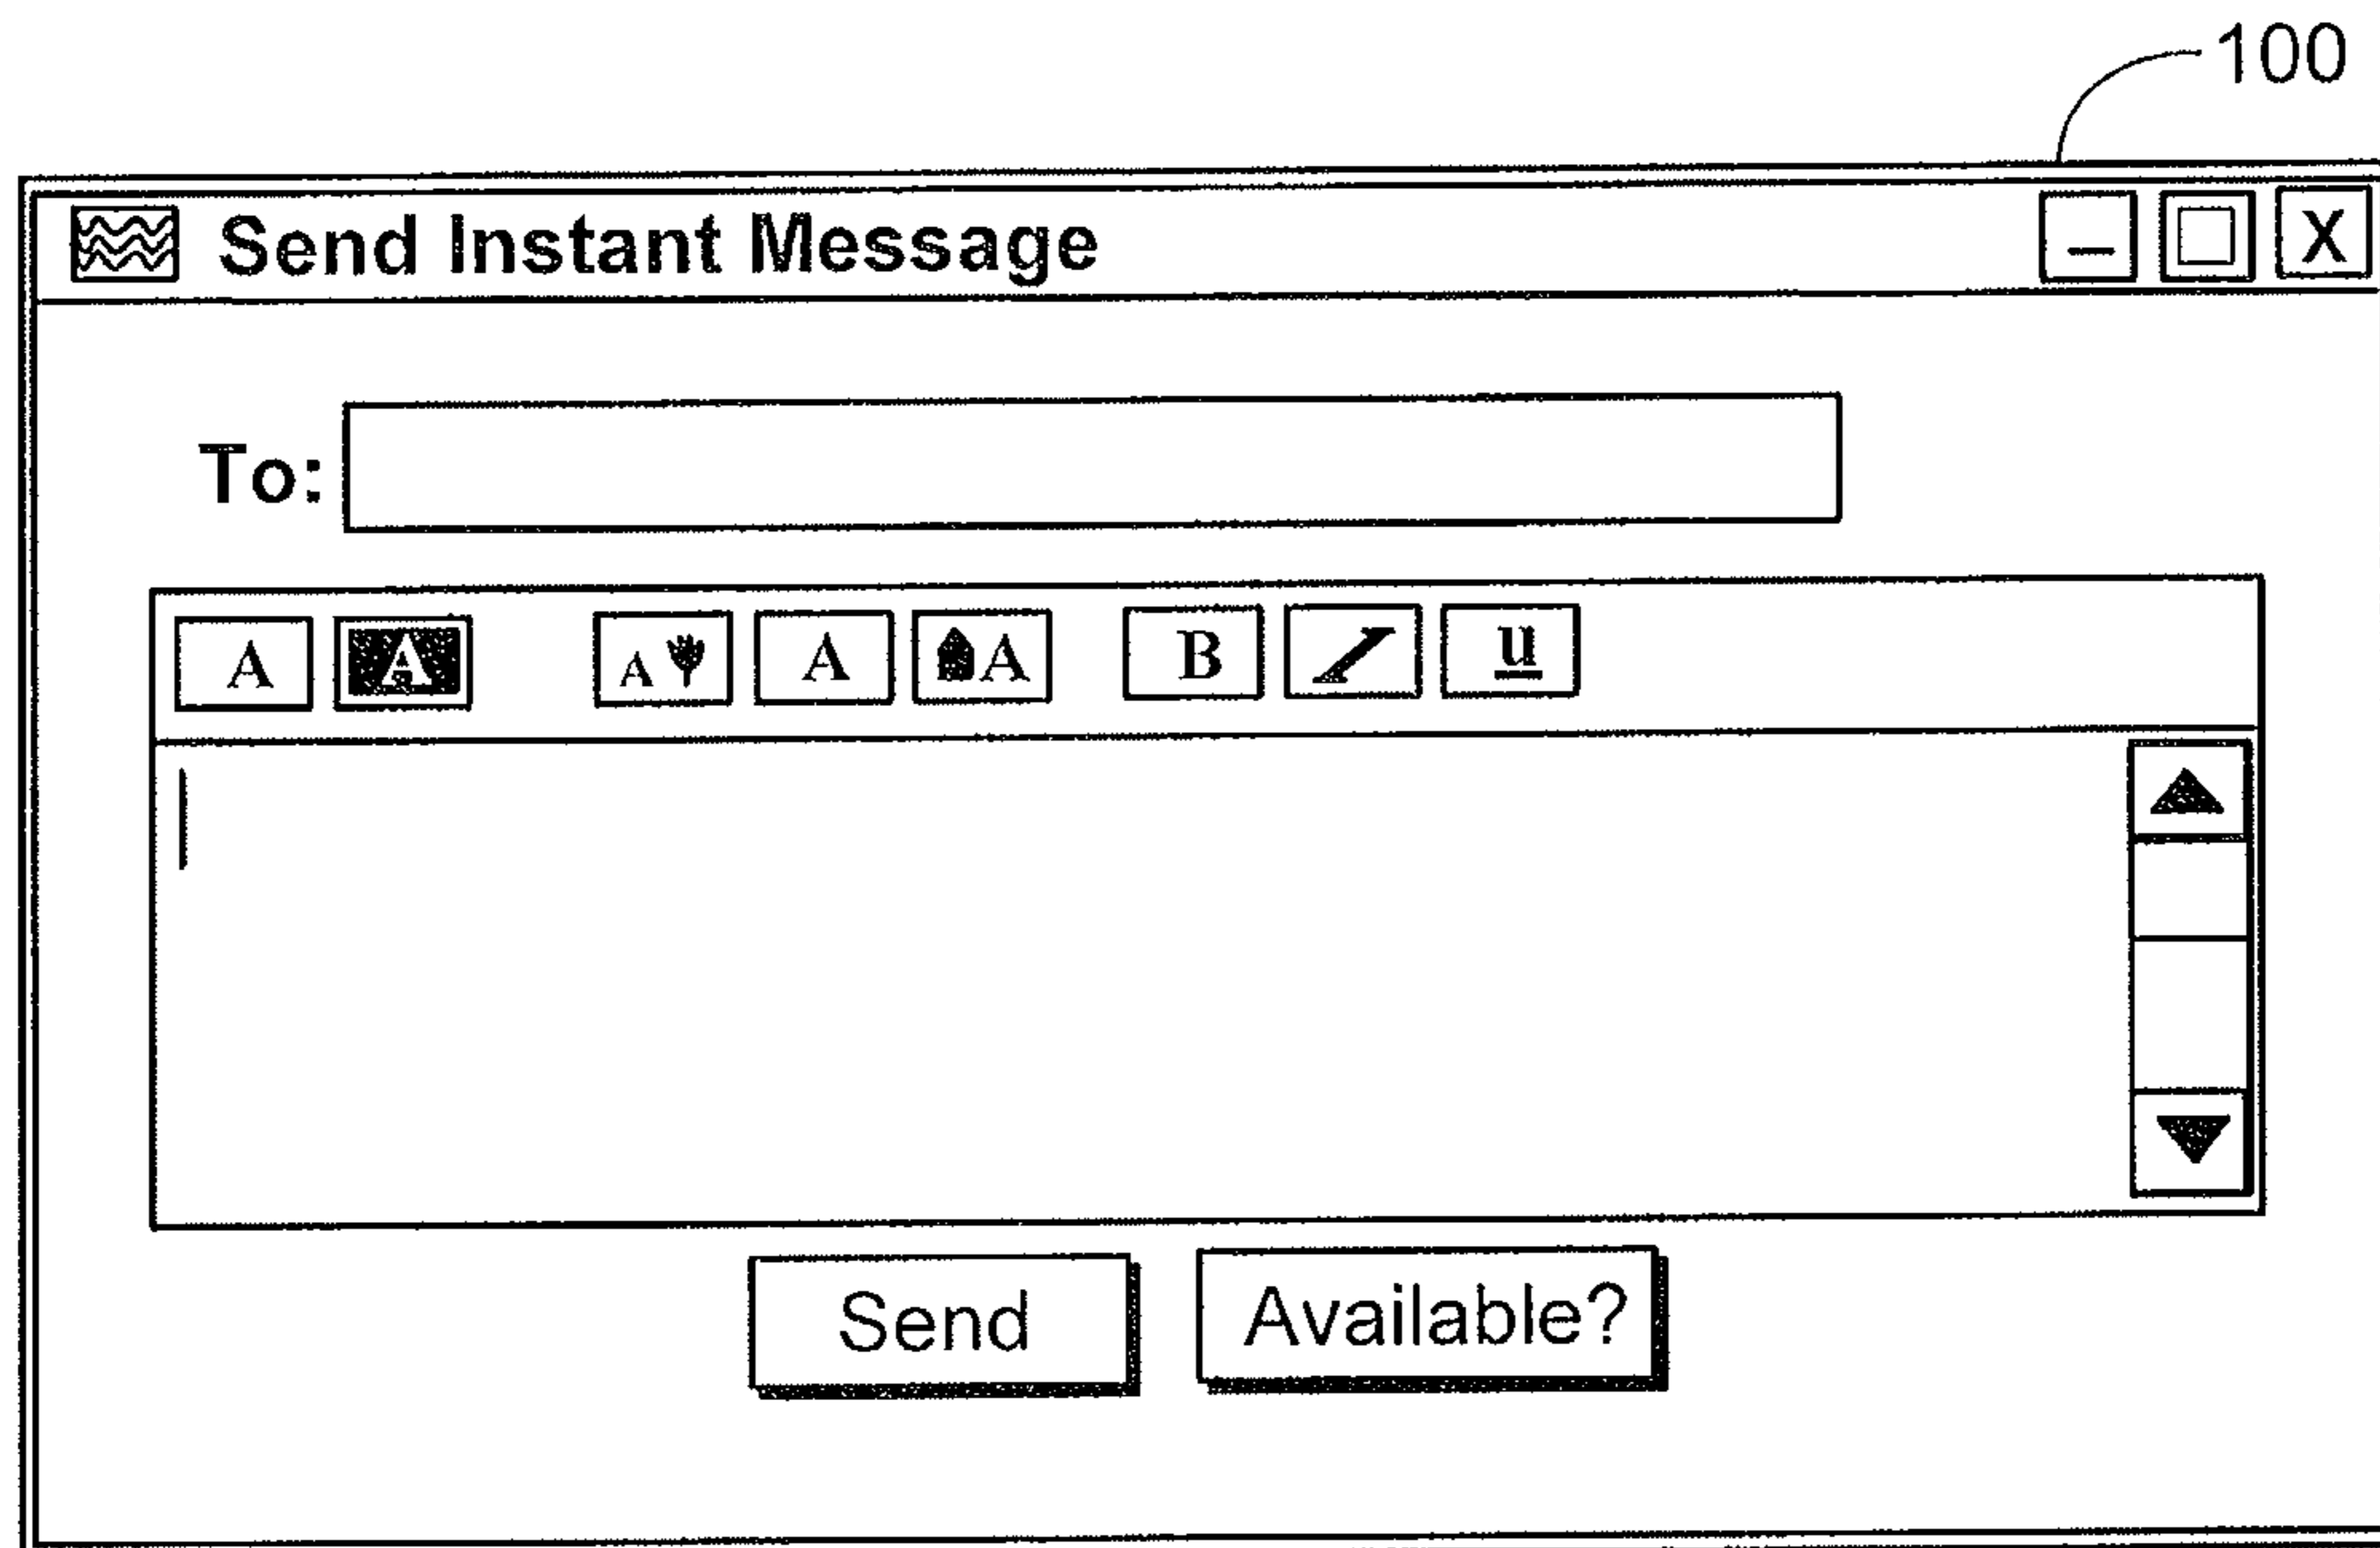 100
Send Instant Message – X
To:
A A A A A B I u
Send Available?